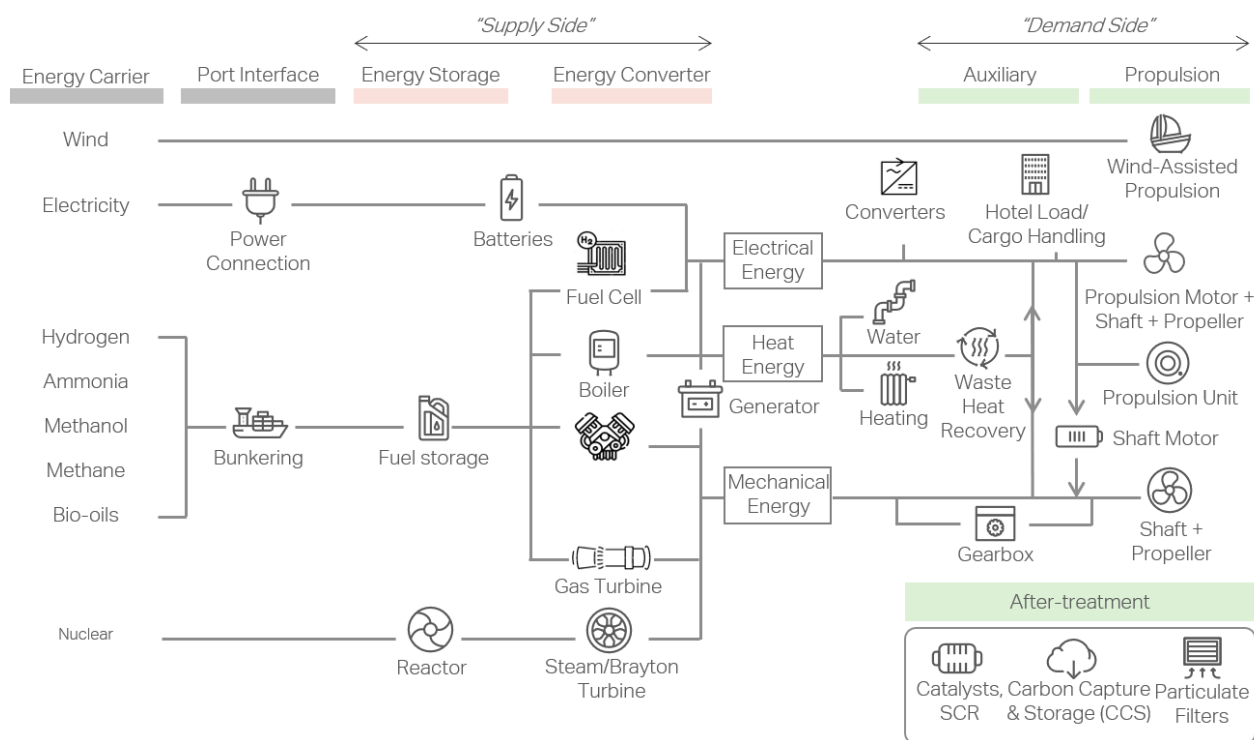 “Supply Side”
“Demand Side”
Energy Carrier
Port Interface
Energy Storage
Energy Converter
Auxiliary
Propulsion
Wind
Wind-Assisted
Propulsion
Electricity
Power
Connection
Batteries
H2
Fuel Cell
Electrical
Energy
Converters
Hotel Load/
Cargo Handling
Propulsion Motor +
Shaft + Propeller
Hydrogen
Ammonia
Methanol
Methane
Bio-oils
Bunkering
Fuel storage
Boiler
Heat
Energy
Water
Heating
Waste
Heat
Recovery
Propulsion Unit
Generator
Shaft Motor
Mechanical
Energy
Gearbox
Shaft +
Propeller
Gas Turbine
Nuclear
Reactor
Steam/Brayton
Turbine
After-treatment
Catalysts,
SCR
Carbon Capture
& Storage (CCS)
Particulate
Filters